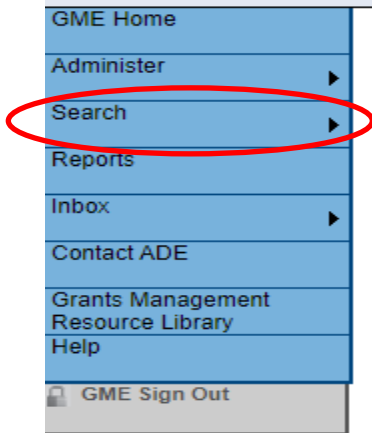 GME Home
Administer
Search
Reports
Inbox
Contact ADE
Grants Management
Resource Library
Help
GME Sign Out